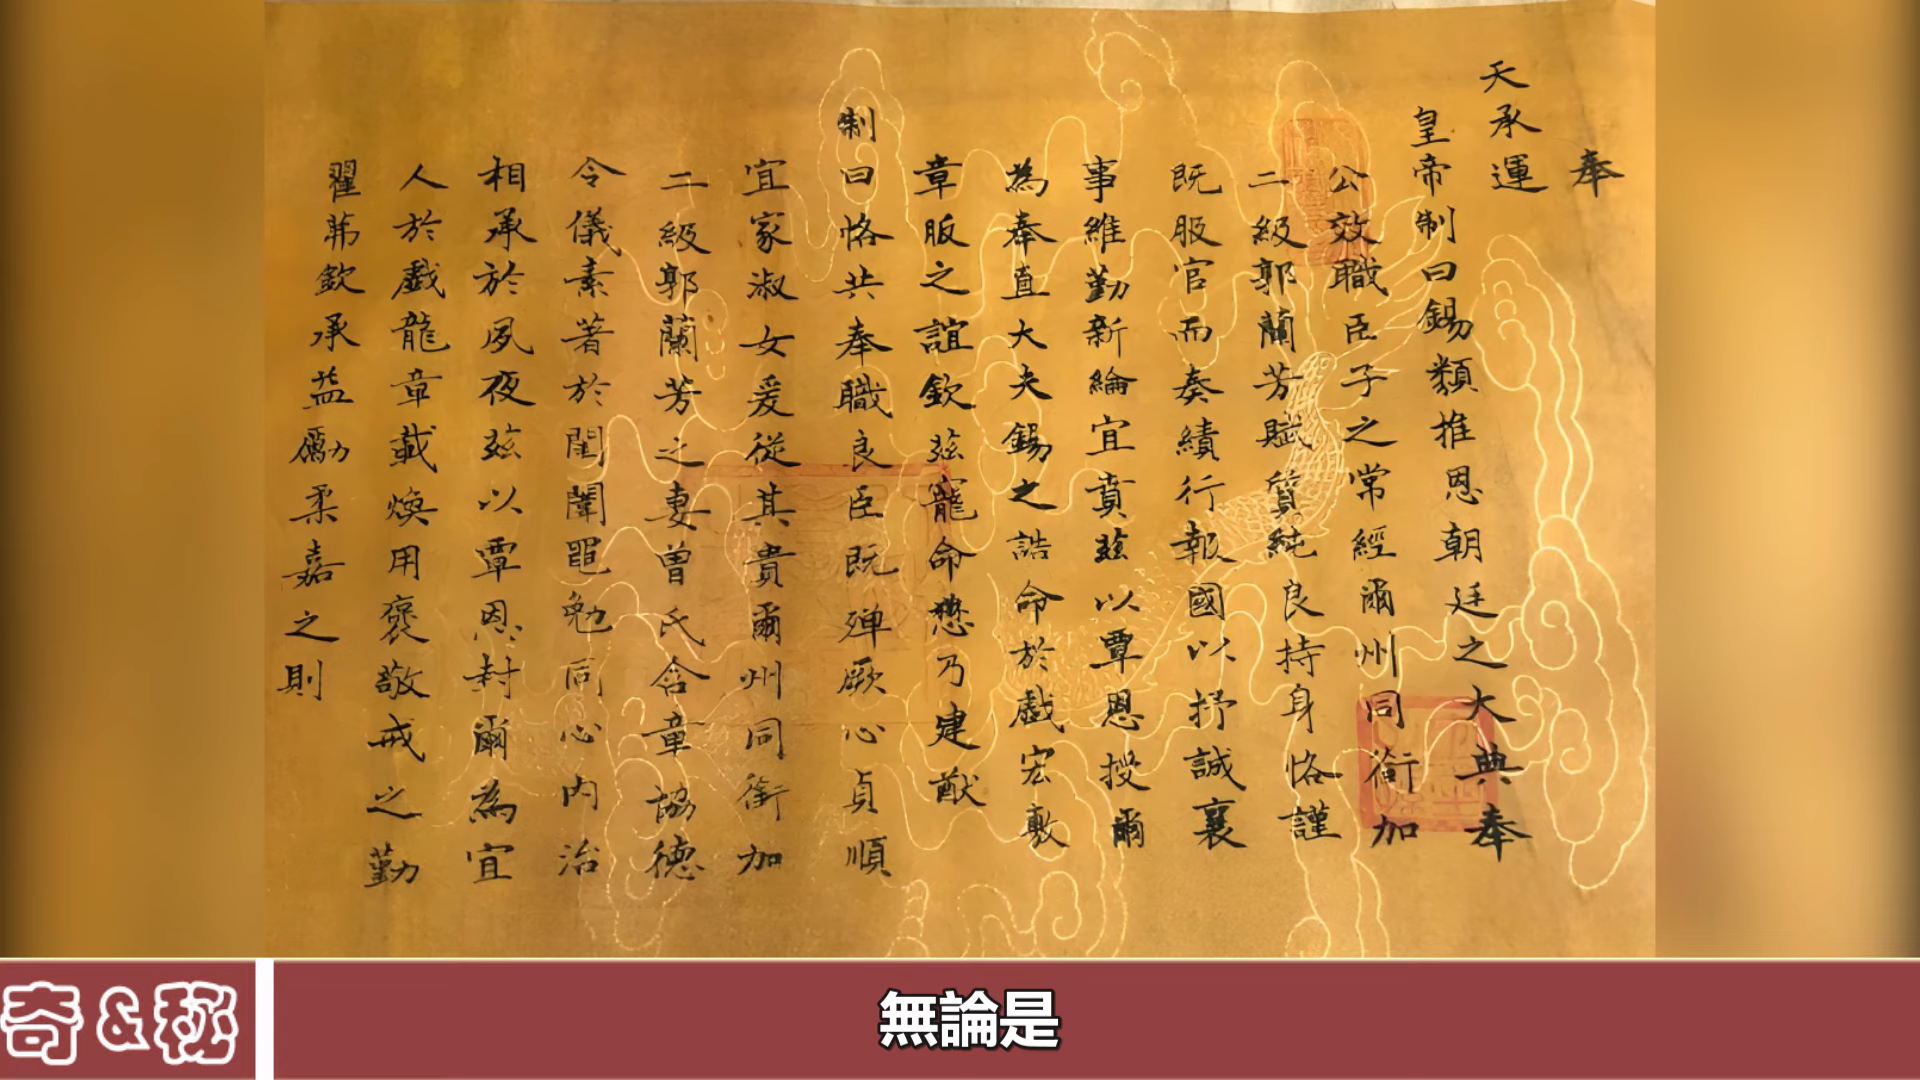 奉
天承運
皇帝制曰錫類推恩朝廷之大典奉
公效職臣子之常經爾州同銜加
二級郭蘭芳賦質純良持身恪謹
既服官而奏績行報國以抒誠襄
事維勤新綸宜賁茲以覃恩授爾
為奉直大夫錫之誥命於戲宏敷
章服之誼欽茲寵命懋乃建猷
制曰恪共奉職良臣既殫厥心貞順
宜家淑女爰從其貴爾州同銜加
二級郭蘭芳之妻曾氏含章協德
令儀素著於閨闈黽勉同心內治
相承於夙夜茲以覃恩封爾為宜
人於戲龍章載煥用褒敬戒之勤
翟茀欽承益勵柔嘉之則
奇&秘
無論是